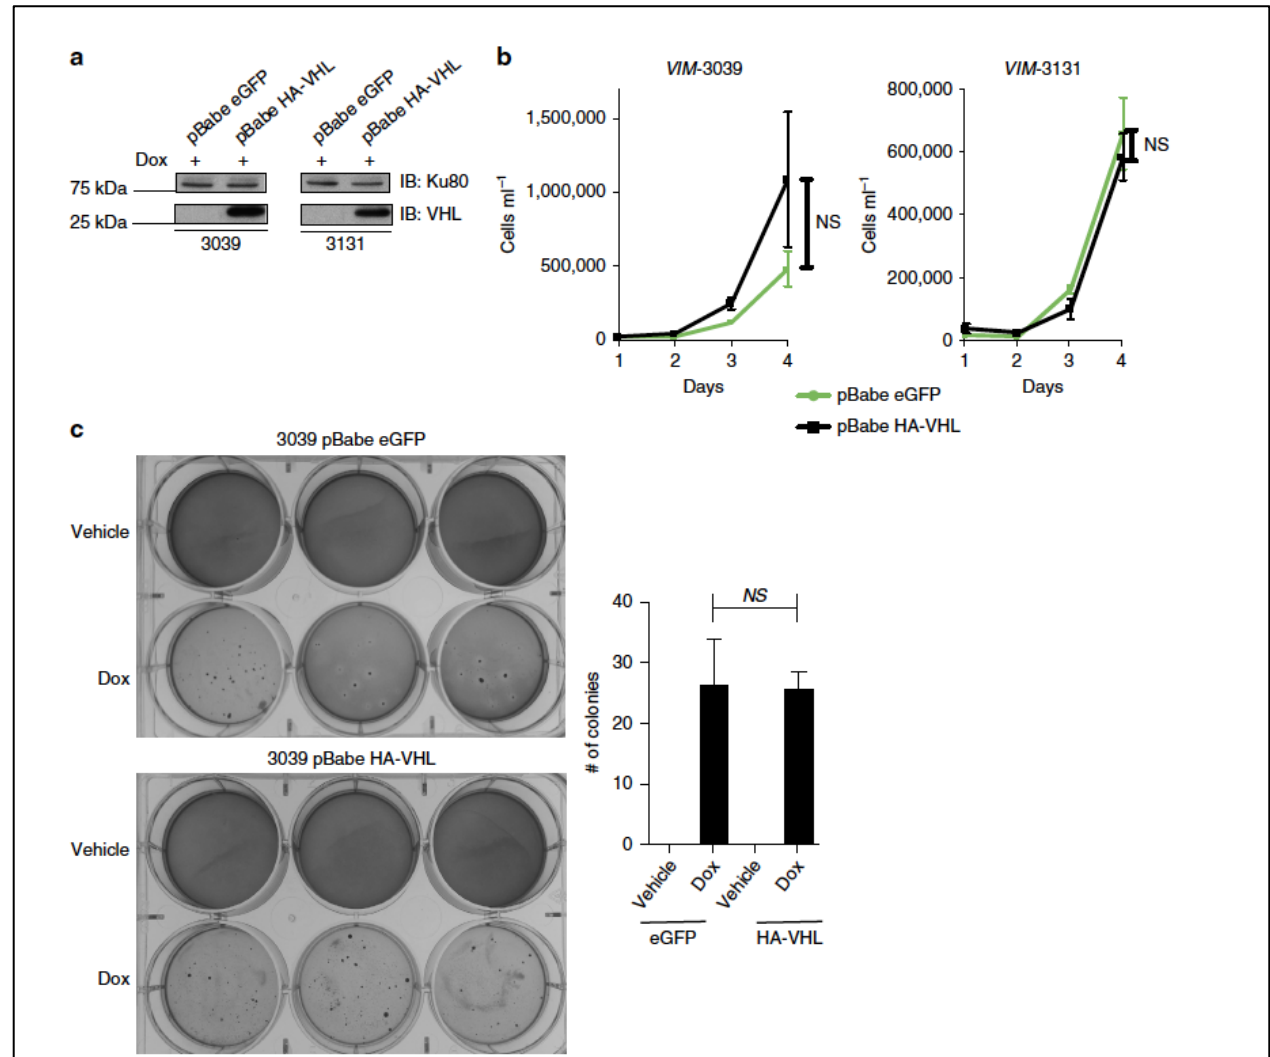 a
pBabe eGFP
pBabe HA-VHL
pBabe eGFP
pBabe HA-VHL
Dox + + + +
75 kDa IB: Ku80
25 kDa IB: VHL
3039 3131
b
VIM-3039
1,500,000
1,000,000
500,000
0
Cells ml⁻¹
NS
1 2 3 4
Days
VIM-3131
800,000
600,000
400,000
200,000
0
Cells ml⁻¹
NS
1 2 3 4
Days
pBabe eGFP
pBabe HA-VHL
c
3039 pBabe eGFP
Vehicle
Dox
3039 pBabe HA-VHL
Vehicle
Dox
40
30
20
10
0
# of colonies
NS
Vehicle Dox Vehicle Dox
eGFP HA-VHL